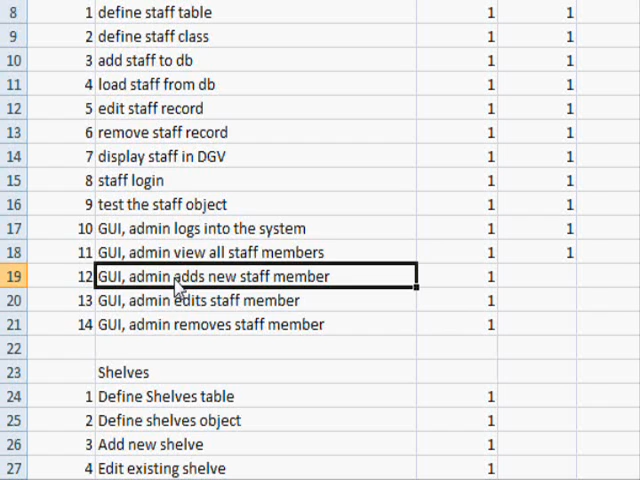 8 1 define staff table 1 1
9 2 define staff class 1 1
10 3 add staff to db 1 1
11 4 load staff from db 1 1
12 5 edit staff record 1 1
13 6 remove staff record 1 1
14 7 display staff in DGV 1 1
15 8 staff login 1 1
16 9 test the staff object 1 1
17 10 GUI, admin logs into the system 1 1
18 11 GUI, admin view all staff members 1 1
19 12 GUI, admin adds new staff member 1
20 13 GUI, admin edits staff member 1
21 14 GUI, admin removes staff member 1
22
23 Shelves
24 1 Define Shelves table 1
25 2 Define shelves object 1
26 3 Add new shelve 1
27 4 Edit existing shelve 1